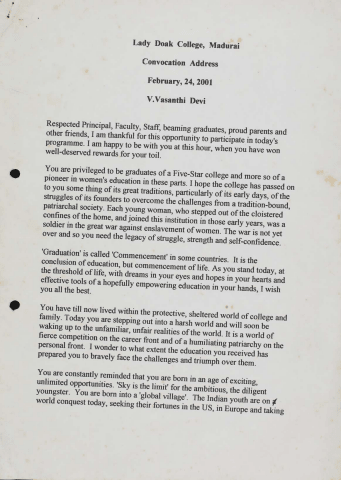 Lady Doak College, Madurai
Convocation Address
February, 24, 2001
V.Vasanthi Devi
Respected Principal, Faculty, Staff, beaming graduates, proud parents and
other friends, I am thankful for this opportunity to participate in today's
programme. I am happy to be with you at this hour, when you have won
well-deserved rewards for your toil.
You are privileged to be graduates of a Five-Star college and more so of a
pioneer in women's education in these parts. I hope the college has passed on
to you some thing of its great traditions, particularly of its early days, of the
struggles of its founders to overcome the challenges from a tradition-bound,
patriarchal society. Each young woman, who stepped out of the cloistered
confines of the home, and joined this institution in those early years, was a
soldier in the great war against enslavement of women. The war is not yet
over and so you need the legacy of struggle, strength and self-confidence.
'Graduation' is called 'Commencement' in some countries. It is the
conclusion of education, but commencement of life. As you stand today, at
the threshold of life, with dreams in your eyes and hopes in your hearts and
effective tools of a hopefully empowering education in your hands, I wish
you all the best.
You have till now lived within the protective, sheltered world of college and
family. Today you are stepping out into a harsh world and will soon be
waking up to the unfamiliar, unfair realities of the world. It is a world of
fierce competition on the career front and of a humiliating patriarchy on the
personal front. I wonder to what extent the education you received has
prepared you to bravely face the challenges and triumph over them.
You are constantly reminded that you are born in an age of exciting,
unlimited opportunities. 'Sky is the limit' for the ambitious, the diligent
youngster. You are born into a 'global village'. The Indian youth are on
world conquest today, seeking their fortunes in the US, in Europe and taking